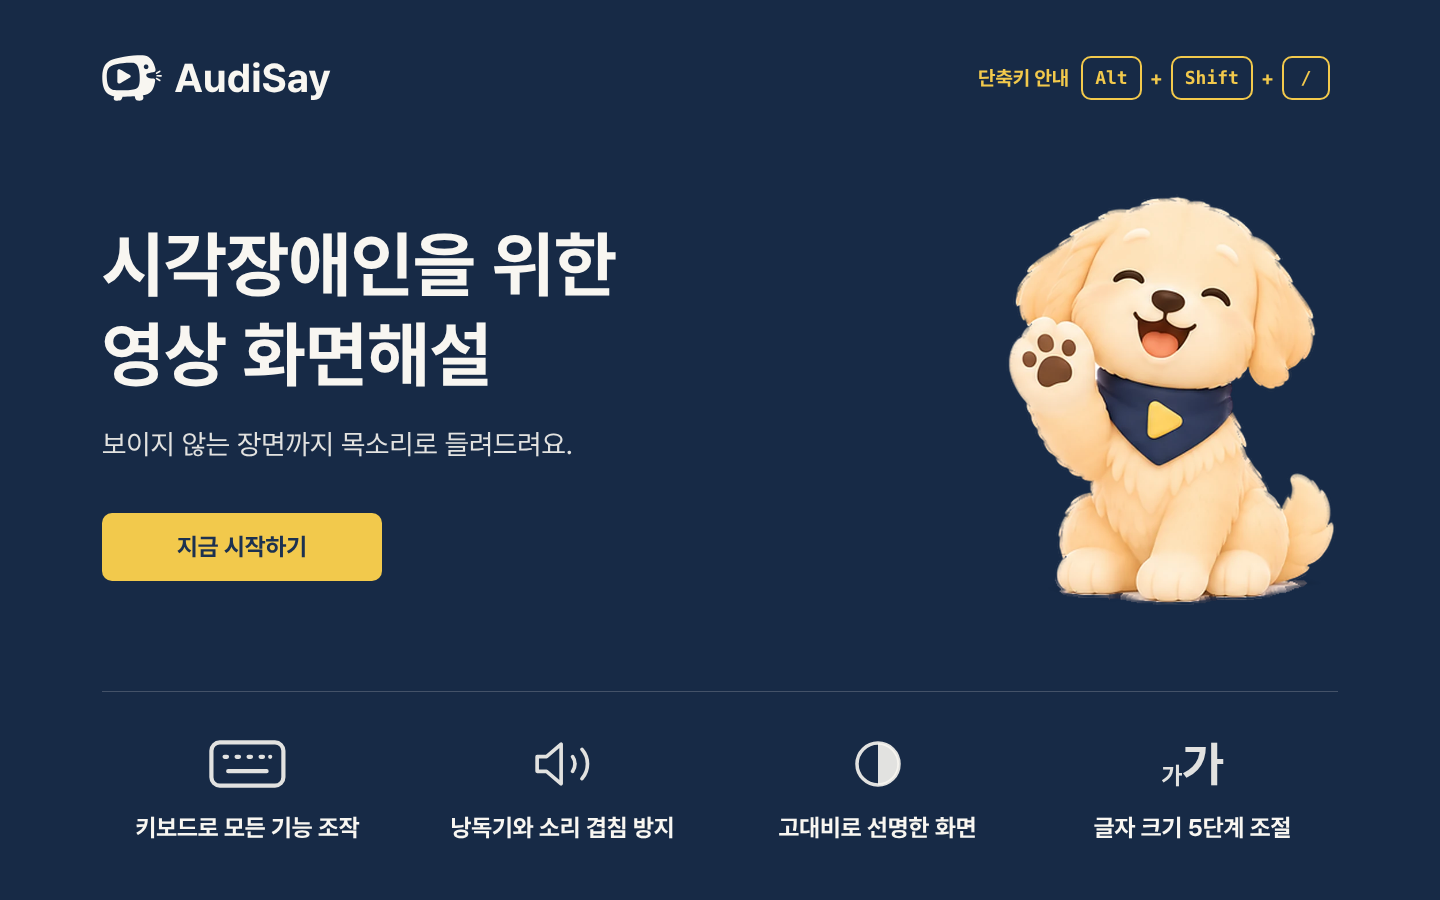 AudiSay
단축키 안내 Alt + Shift + /
시각장애인을 위한
영상 화면해설
보이지 않는 장면까지 목소리로 들려드려요.
지금 시작하기
가가
키보드로 모든 기능 조작
낭독기와 소리 겹침 방지
고대비로 선명한 화면
글자 크기 5단계 조절